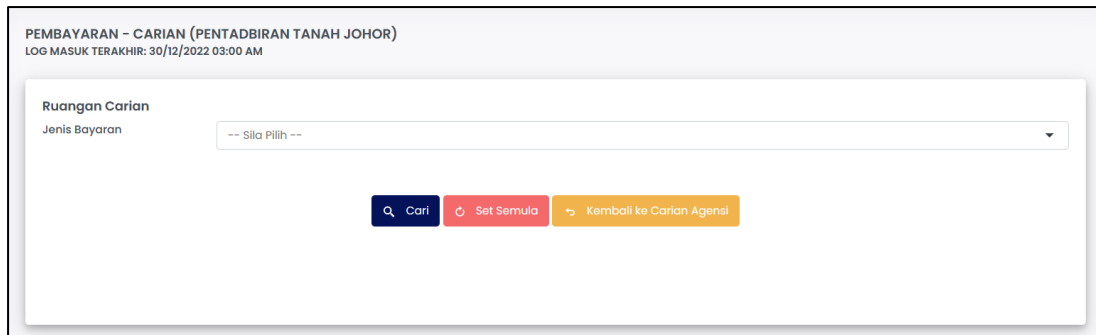 PEMBAYARAN - CARIAN (PENTADBIRAN TANAH JOHOR)
LOG MASUK TERAKHIR: 30/12/2022 03:00 AM
Ruangan Carian
Jenis Bayaran
-- Sila Pilih --
Cari
Set Semula
Kembali ke Carian Agensi